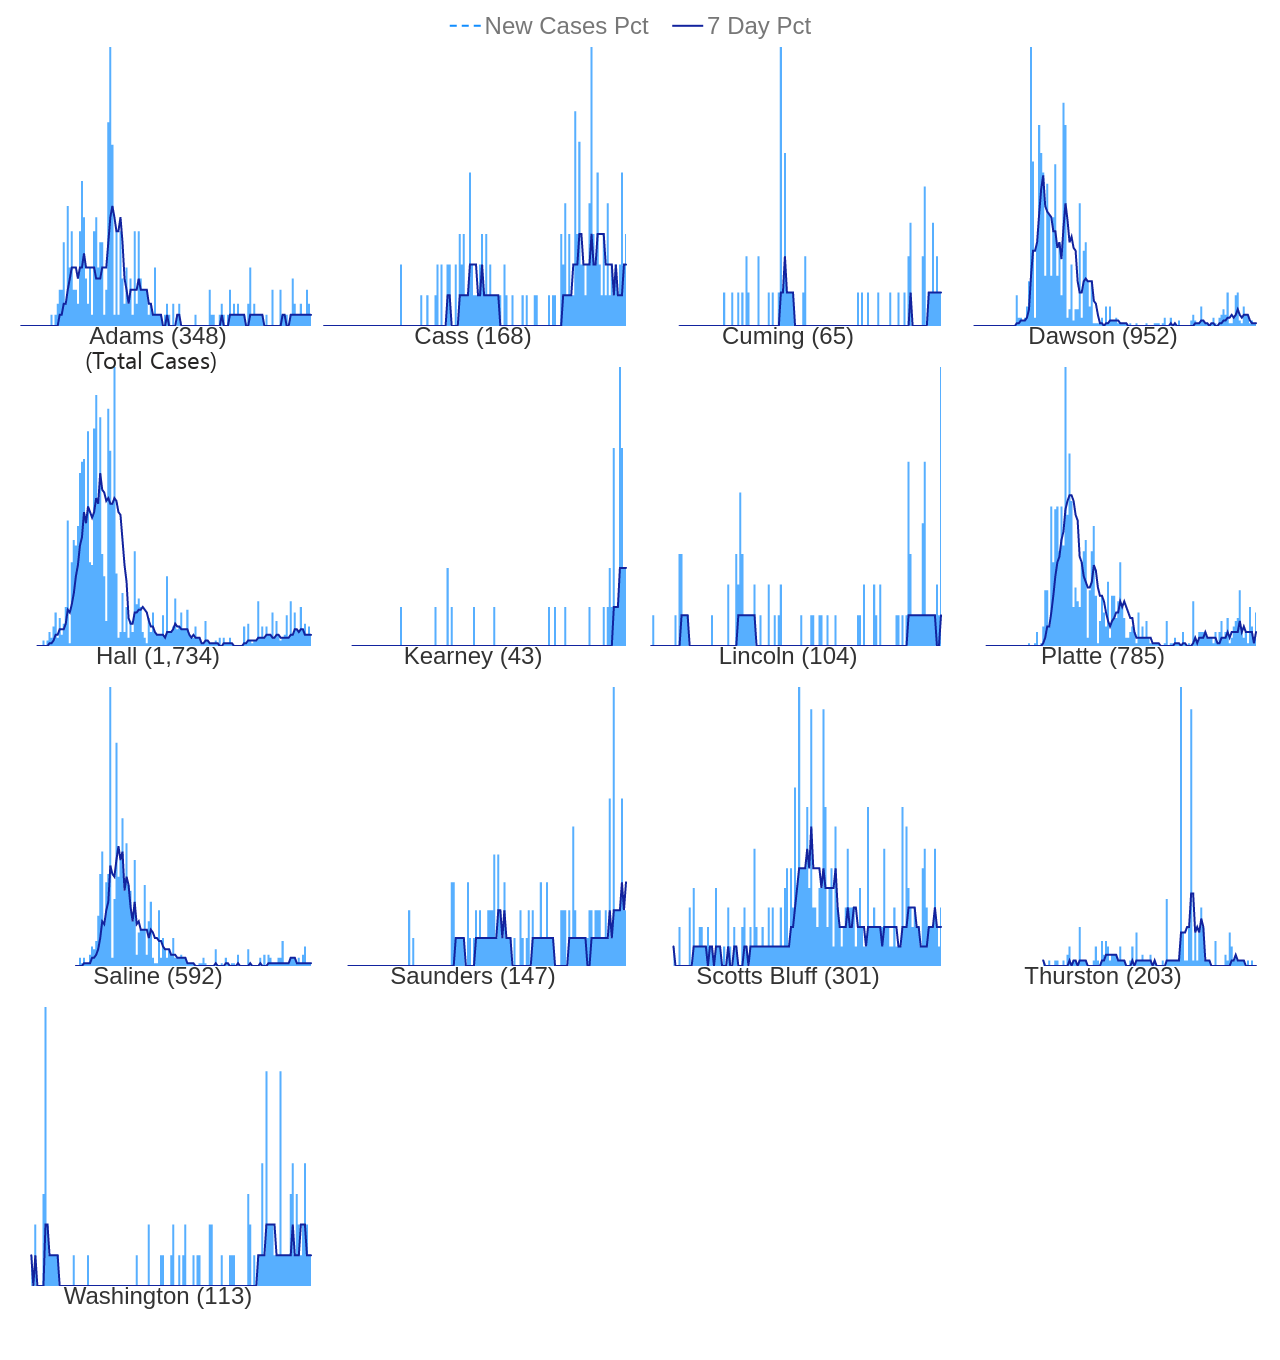 New Cases Pct 7 Day Pct
Adams (348) Cass (168) Cuming (65) Dawson (952)
(Total Cases)
Hall (1,734) Kearney (43) Lincoln (104) Platte (785)
Saline (592) Saunders (147) Scotts Bluff (301) Thurston (203)
Washington (113)